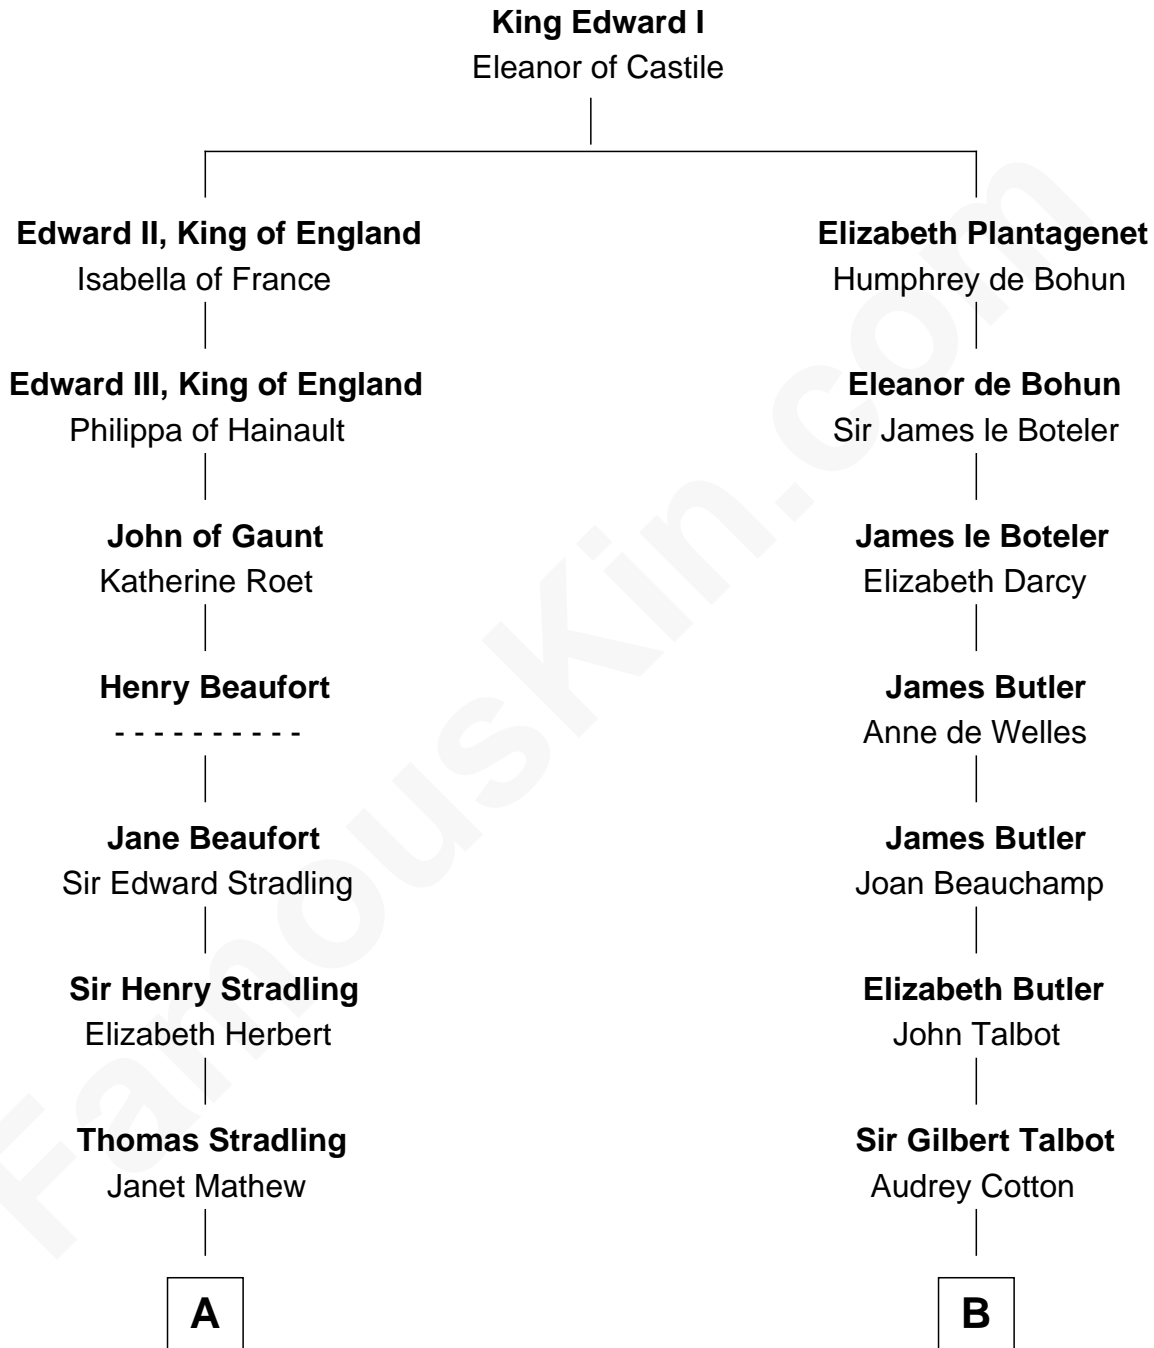 King Edward I
Eleanor of Castile
Edward II, King of England
Isabella of France
Elizabeth Plantagenet
Humphrey de Bohun
Edward III, King of England
Philippa of Hainault
Eleanor de Bohun
Sir James le Boteler
John of Gaunt
Katherine Roet
James le Boteler
Elizabeth Darcy
Henry Beaufort
- - - - - - - - - -
James Butler
Anne de Welles
Jane Beaufort
Sir Edward Stradling
James Butler
Joan Beauchamp
Sir Henry Stradling
Elizabeth Herbert
Elizabeth Butler
John Talbot
Thomas Stradling
Janet Mathew
Sir Gilbert Talbot
Audrey Cotton
A
B
FamousKin.com